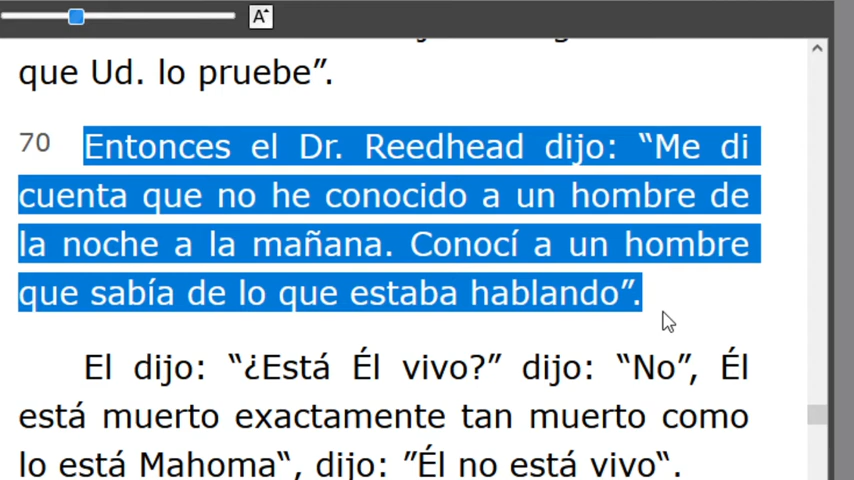 A
que Ud. lo pruebe”.
70 Entonces el Dr. Reedhead dijo: “Me di
cuenta que no he conocido a un hombre de
la noche a la mañana. Conocí a un hombre
que sabía de lo que estaba hablando”.
El dijo: “¿Está Él vivo?” dijo: “No”, Él
está muerto exactamente tan muerto como
lo está Mahoma“, dijo: ”Él no está vivo“.